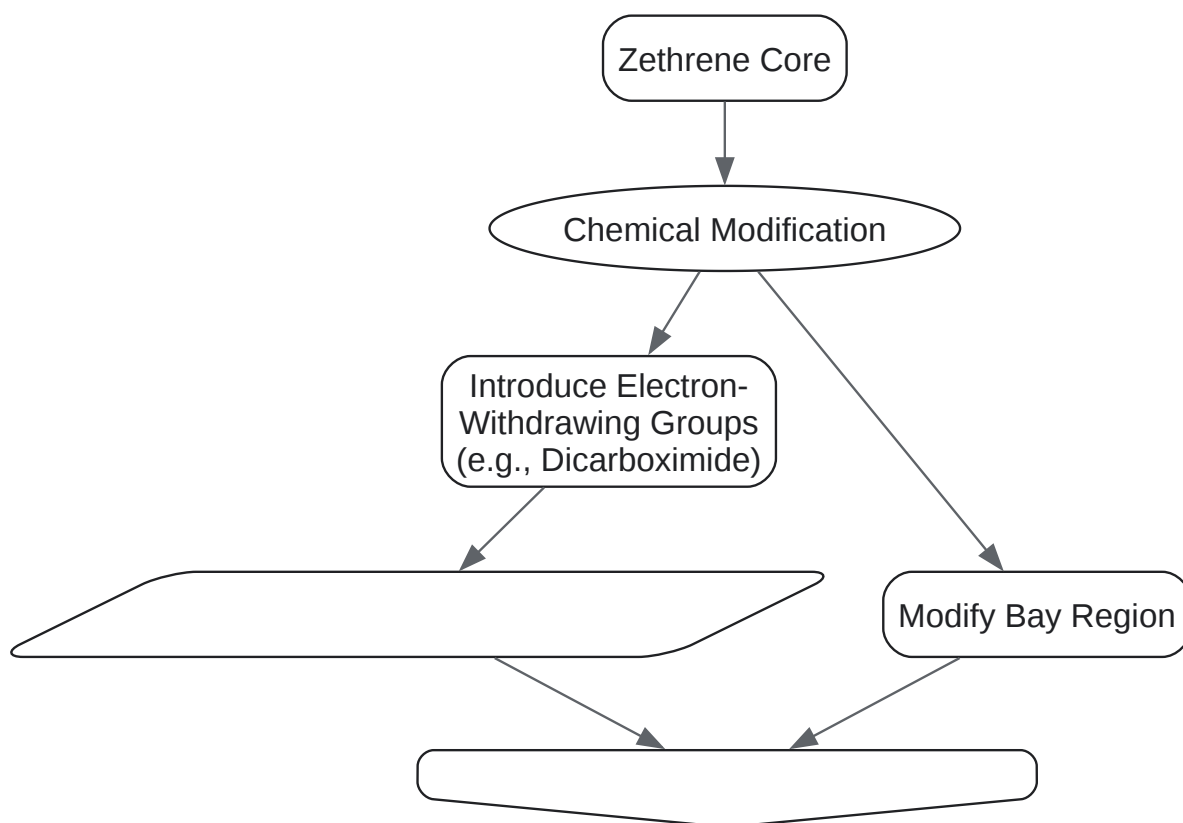 Zethrene Core
Chemical Modification
Introduce Electron-
Withdrawing Groups
(e.g., Dicarboximide)
Modify Bay Region